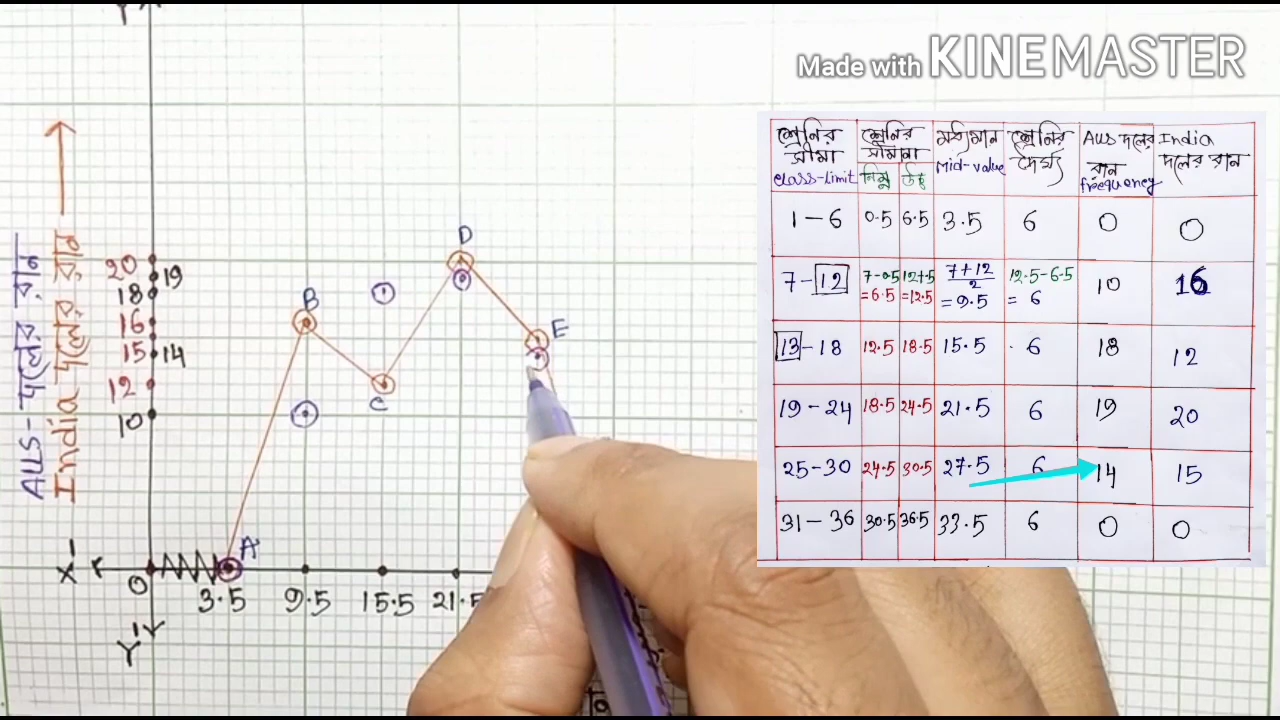 Made with KINEMASTER
Y
শ্রেনির সীমা
class-limit
শ্রেনির সীমানা
নিম্ন উচ্চ
মধ্যমান
Mid-value
শ্রেনির দৈর্ঘ্য
Aus দলের রান
frequency
India দলের রান
1-6 0.5 6.5 3.5 6 0 0
7-12 7-0.5 =6.5 12+.5 =12.5 7+12/2 =9.5 12.5-6.5 = 6 10 16
13-18 12.5 18.5 15.5 6 18 12
19-24 18.5 24.5 21.5 6 19 20
25-30 24.5 30.5 27.5 6 14 15
31-36 30.5 36.5 33.5 6 0 0
Aus-দলের রান
India দলের রান
20 19
18
16
15 14
12
10
D
B
E
C
A
X' O
3.5 9.5 15.5 21.5
Y'